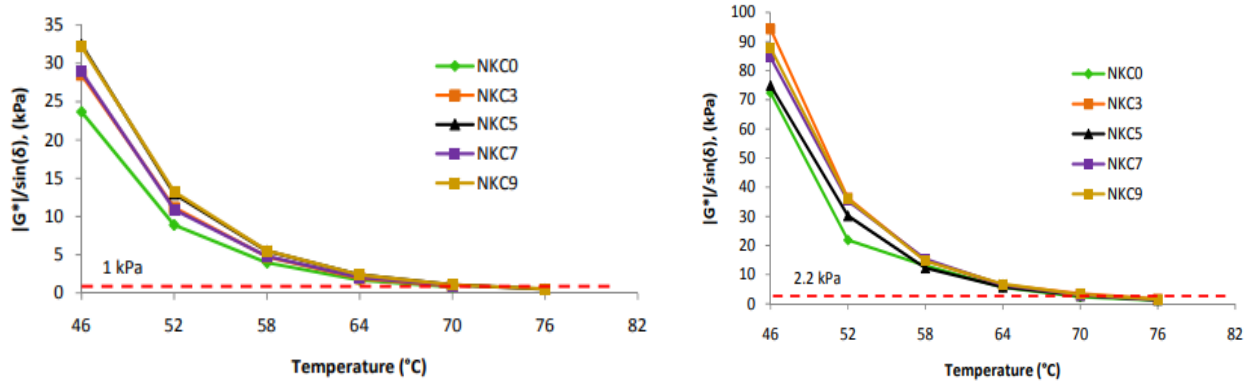 35
30
25
20
15
10
5
0
|G*|/sin(δ), (kPa)
NKC0
NKC3
NKC5
NKC7
NKC9
1 kPa
46 52 58 64 70 76 82
Temperature (°C)
100
90
80
70
60
50
40
30
20
10
0
|G*|/sin(δ), (kPa)
NKC0
NKC3
NKC5
NKC7
NKC9
2.2 kPa
46 52 58 64 70 76 82
Temperature (°C)